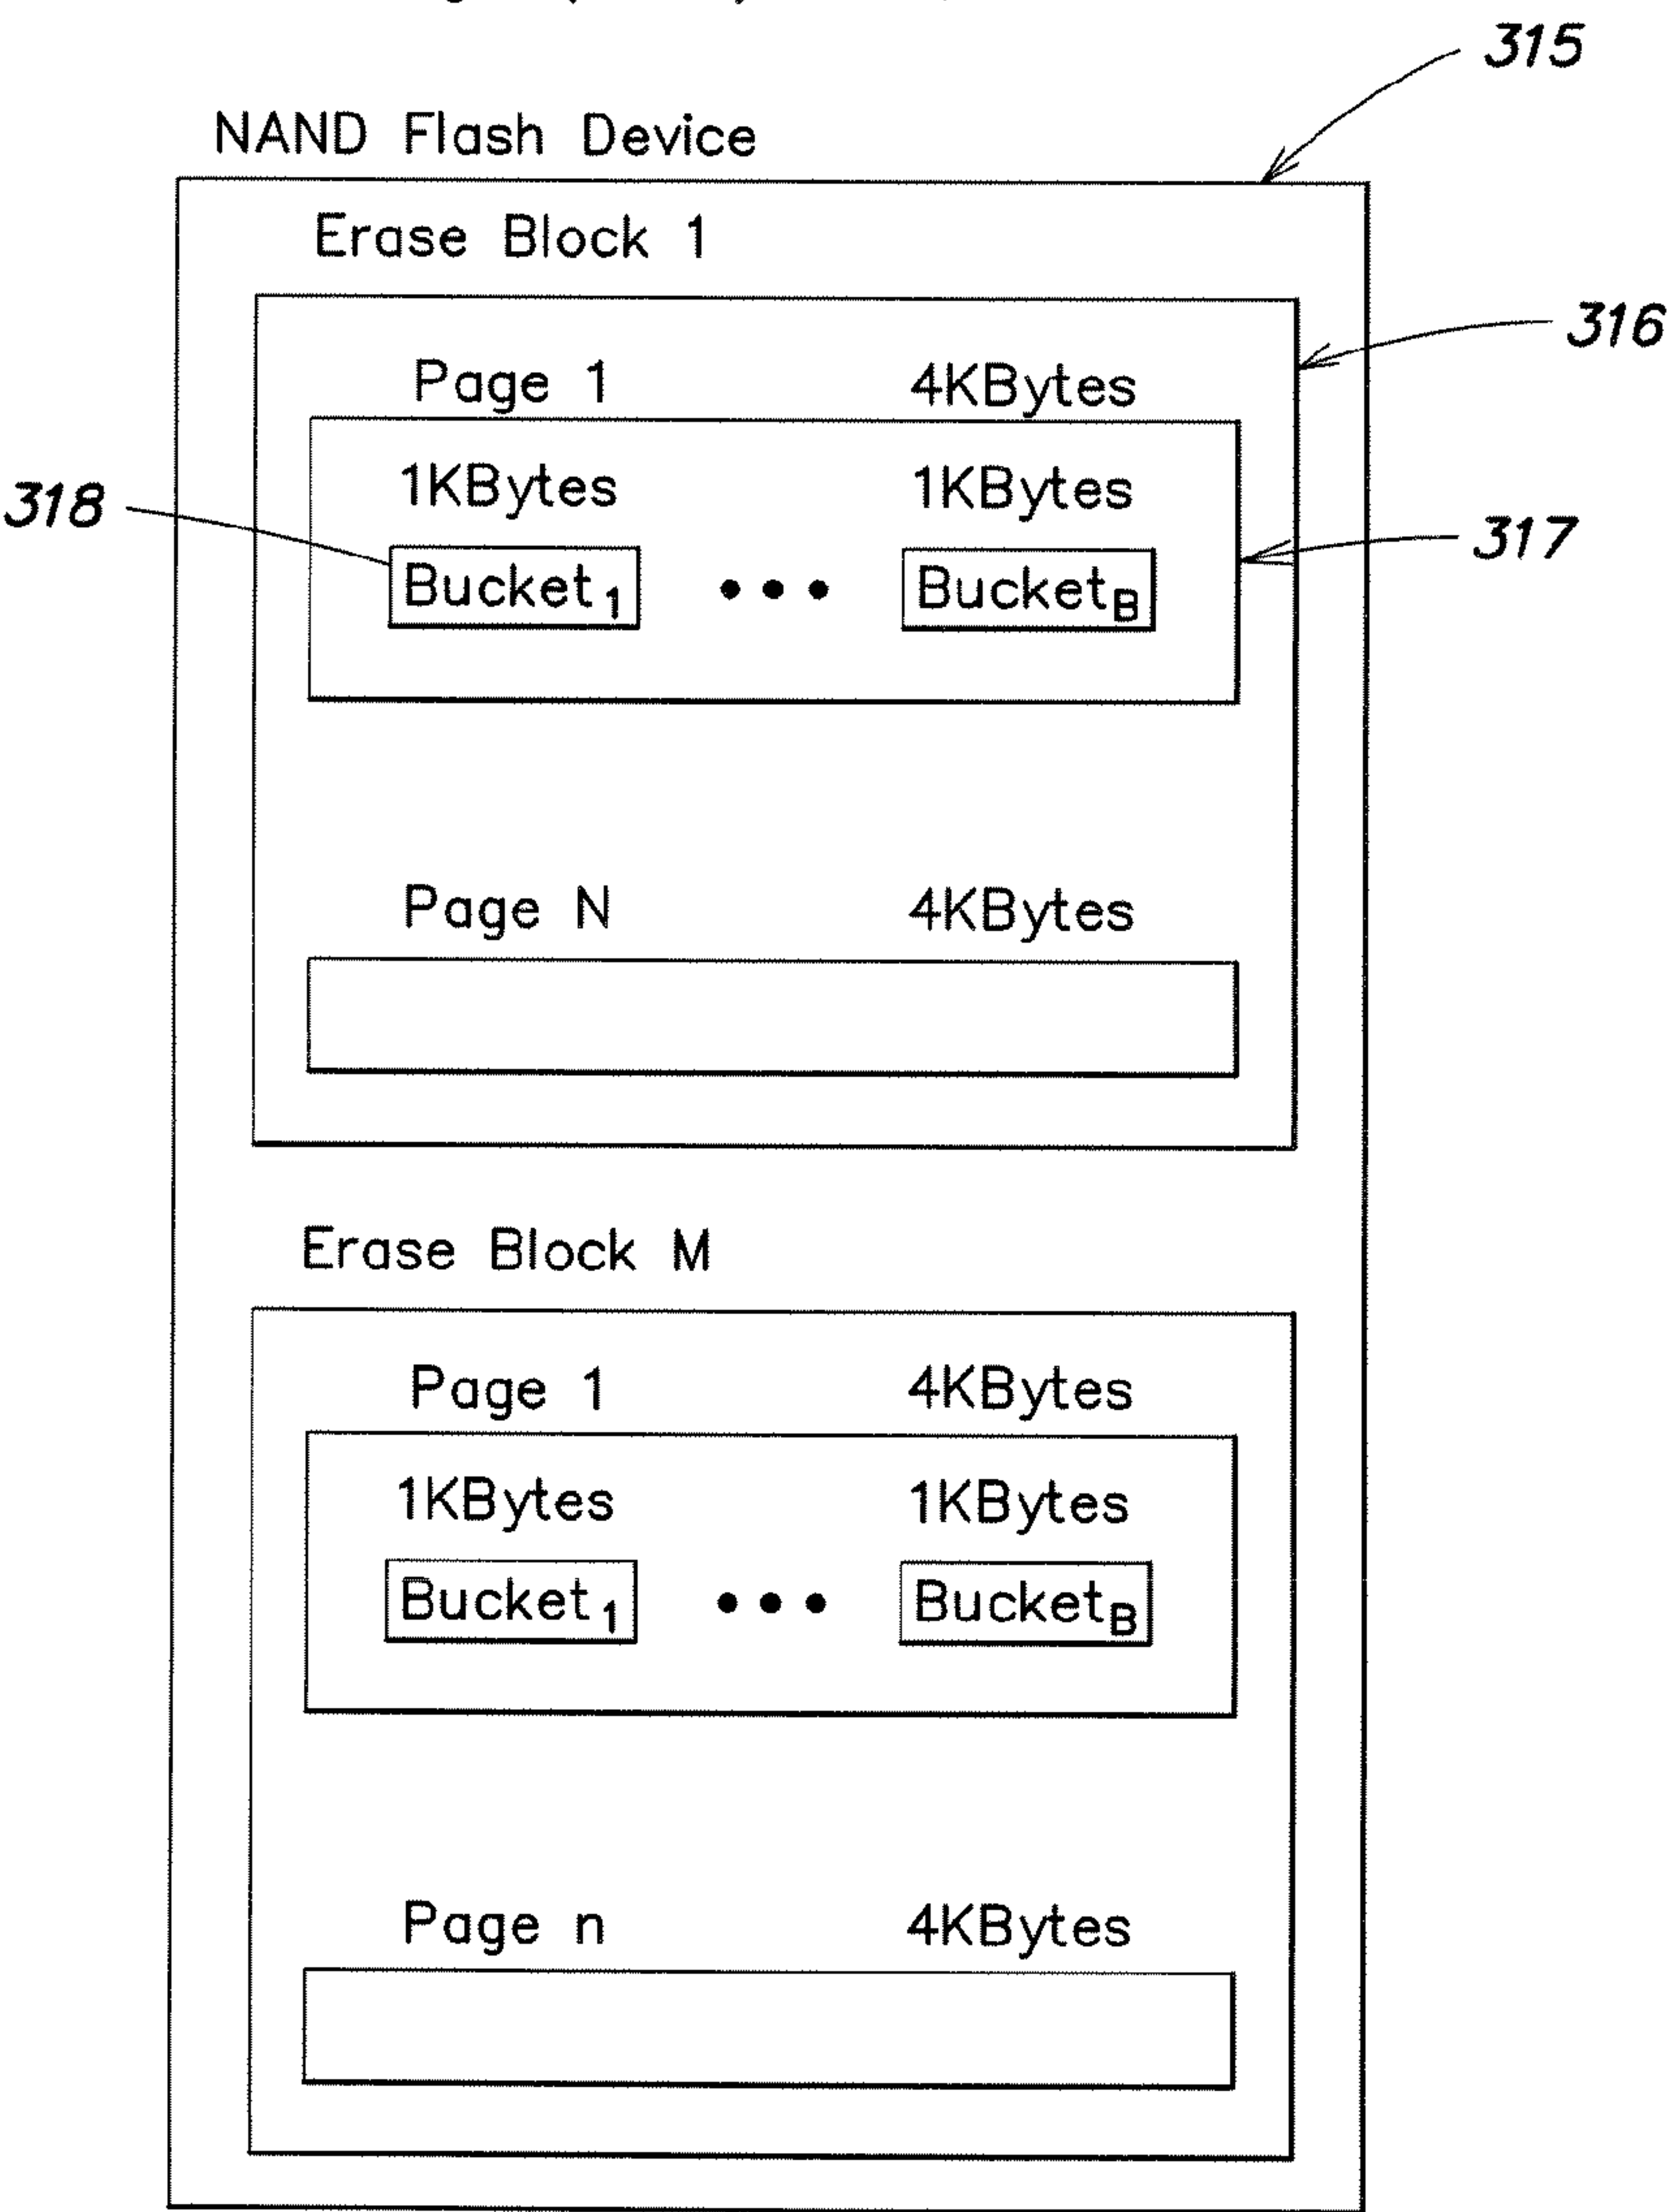 315
NAND Flash Device
Erase Block 1
316
Page 1 4KBytes
1KBytes 1KBytes
318
317
Bucket1 • • • BucketB
Page N 4KBytes
Erase Block M
Page 1 4KBytes
1KBytes 1KBytes
Bucket1 • • • BucketB
Page n 4KBytes